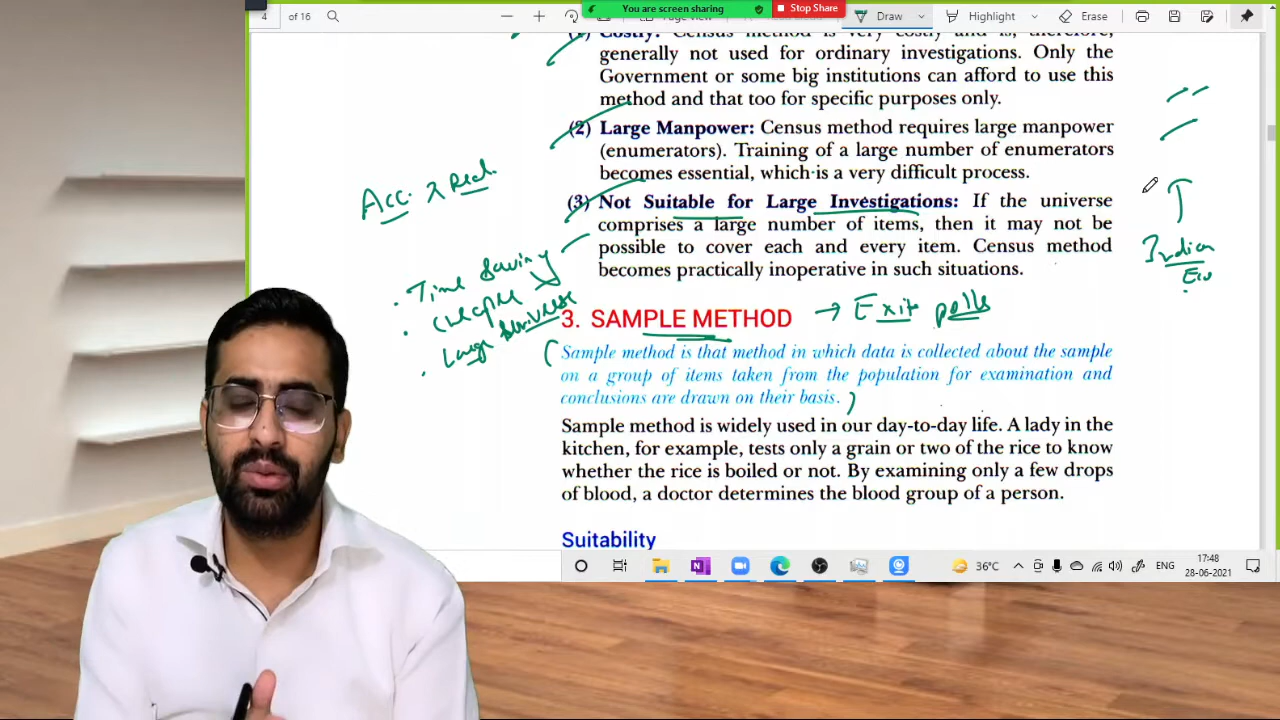 4 of 16
You are screen sharing
Stop Share
Page view
Draw
Highlight
Erase
(1) Costly: Census method is very costly and is, therefore,
generally not used for ordinary investigations. Only the
Government or some big institutions can afford to use this
method and that too for specific purposes only.
(2) Large Manpower: Census method requires large manpower
(enumerators). Training of a large number of enumerators
becomes essential, which is a very difficult process.
(3) Not Suitable for Large Investigations: If the universe
comprises a large number of items, then it may not be
possible to cover each and every item. Census method
becomes practically inoperative in such situations.
Acc.
Indian
Eco
. Time Saving
. Cheaper
. Large Universe
3. SAMPLE METHOD → Exit polls
(Sample method is that method in which data is collected about the sample
on a group of items taken from the population for examination and
conclusions are drawn on their basis.)
Sample method is widely used in our day-to-day life. A lady in the
kitchen, for example, tests only a grain or two of the rice to know
whether the rice is boiled or not. By examining only a few drops
of blood, a doctor determines the blood group of a person.
Suitability
36°C
ENG
17:48
28-06-2021